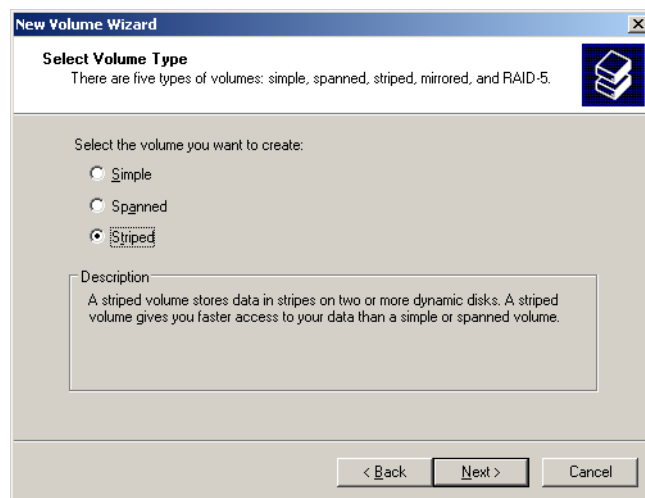 New Volume Wizard
Select Volume Type
There are five types of volumes: simple, spanned, striped, mirrored, and RAID-5.
Select the volume you want to create:
Simple
Spanned
Striped
Description
A striped volume stores data in stripes on two or more dynamic disks. A striped
volume gives you faster access to your data than a simple or spanned volume.
< Back
Next >
Cancel